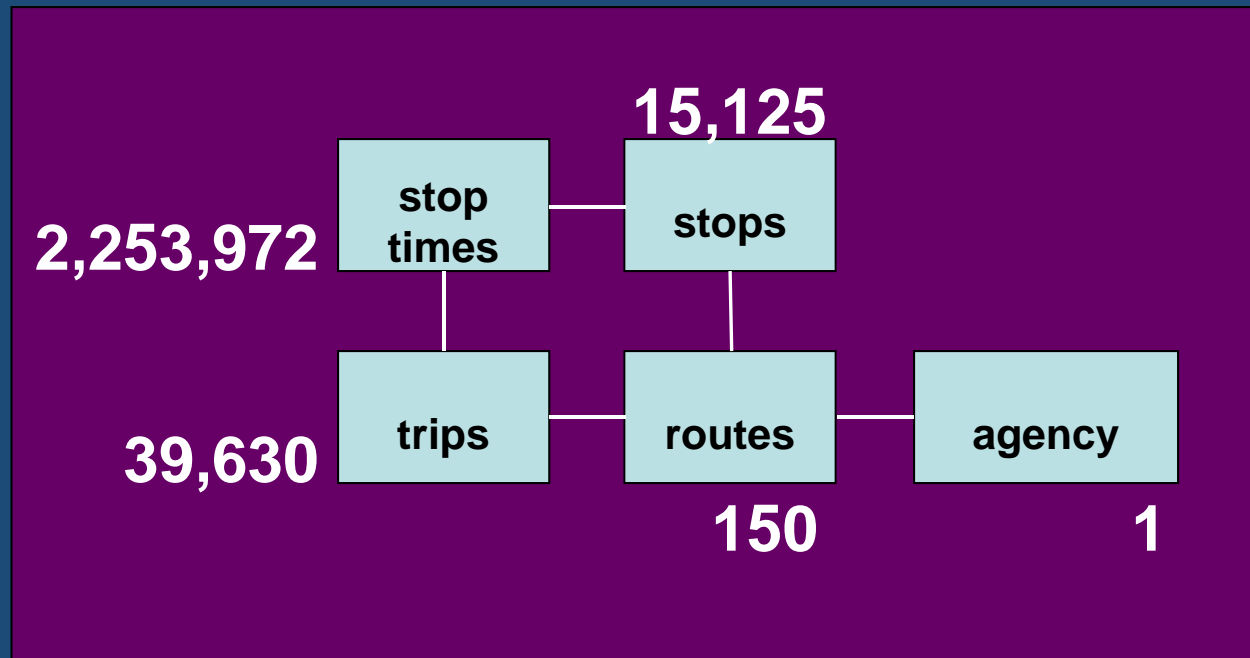 15,125
stop
times
stops
2,253,972
trips
routes
agency
39,630
150
1